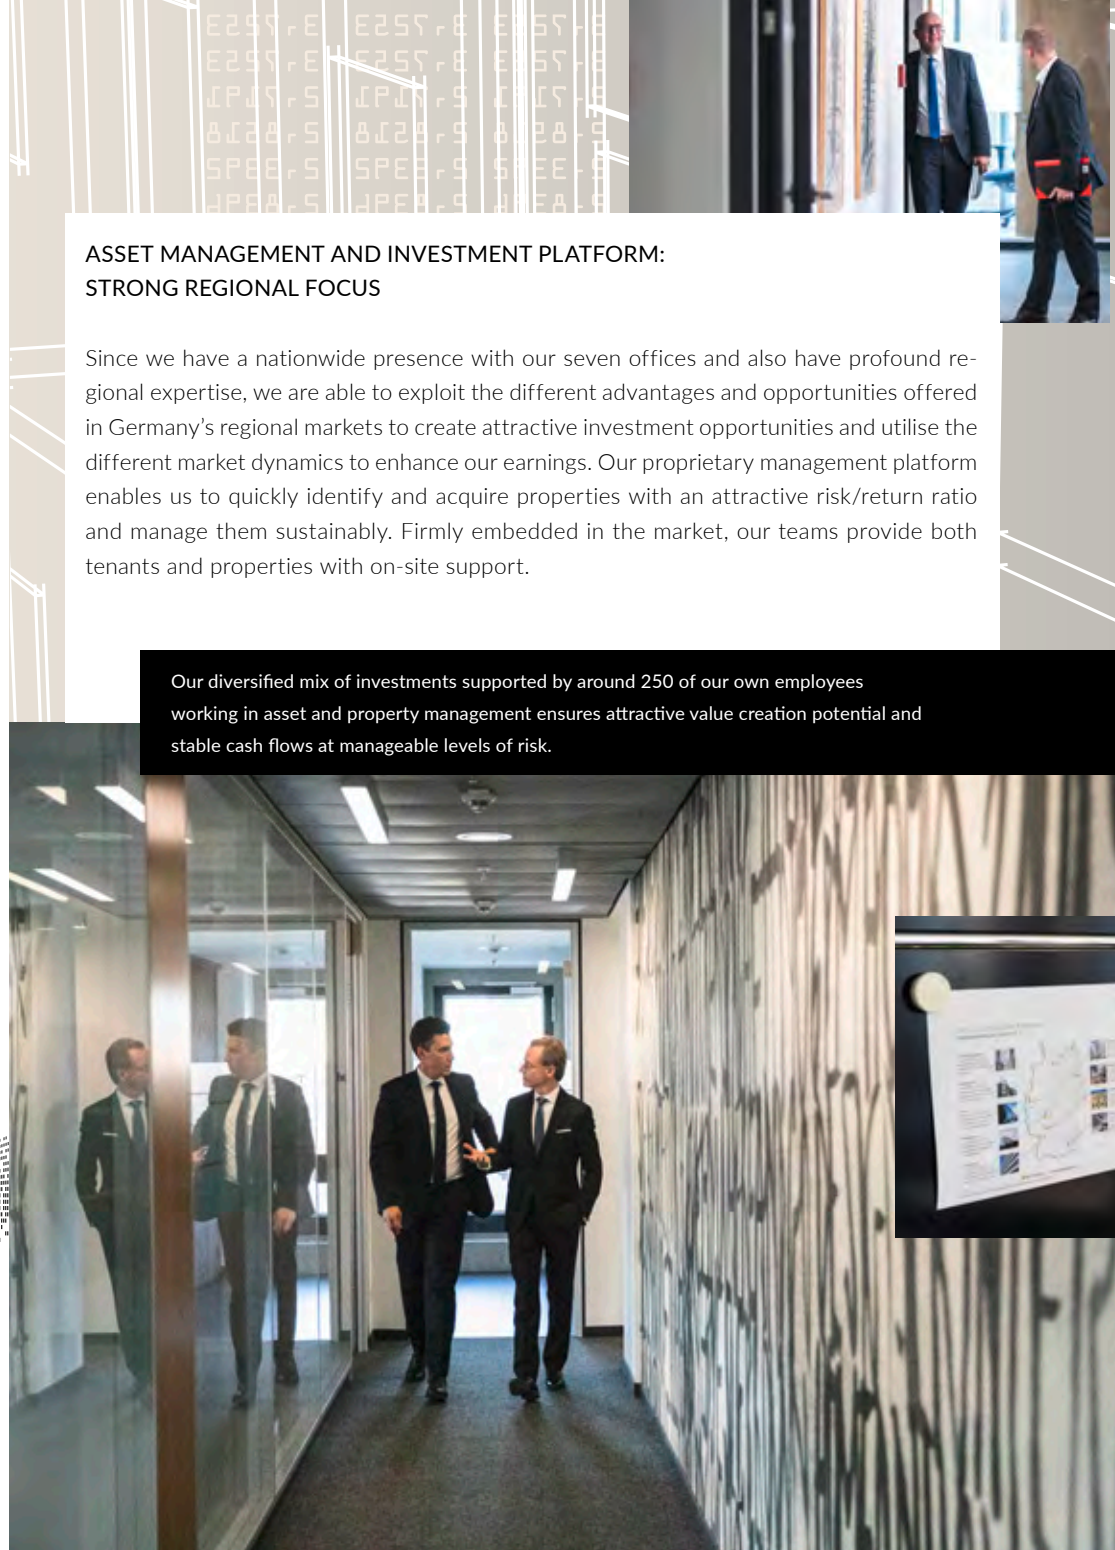 ASSET MANAGEMENT AND INVESTMENT PLATFORM:
STRONG REGIONAL FOCUS
Since we have a nationwide presence with our seven offices and also have profound re-
gional expertise, we are able to exploit the different advantages and opportunities offered
in Germany’s regional markets to create attractive investment opportunities and utilise the
different market dynamics to enhance our earnings. Our proprietary management platform
enables us to quickly identify and acquire properties with an attractive risk/return ratio
and manage them sustainably. Firmly embedded in the market, our teams provide both
tenants and properties with on-site support.
Our diversified mix of investments supported by around 250 of our own employees
working in asset and property management ensures attractive value creation potential and
stable cash flows at manageable levels of risk.